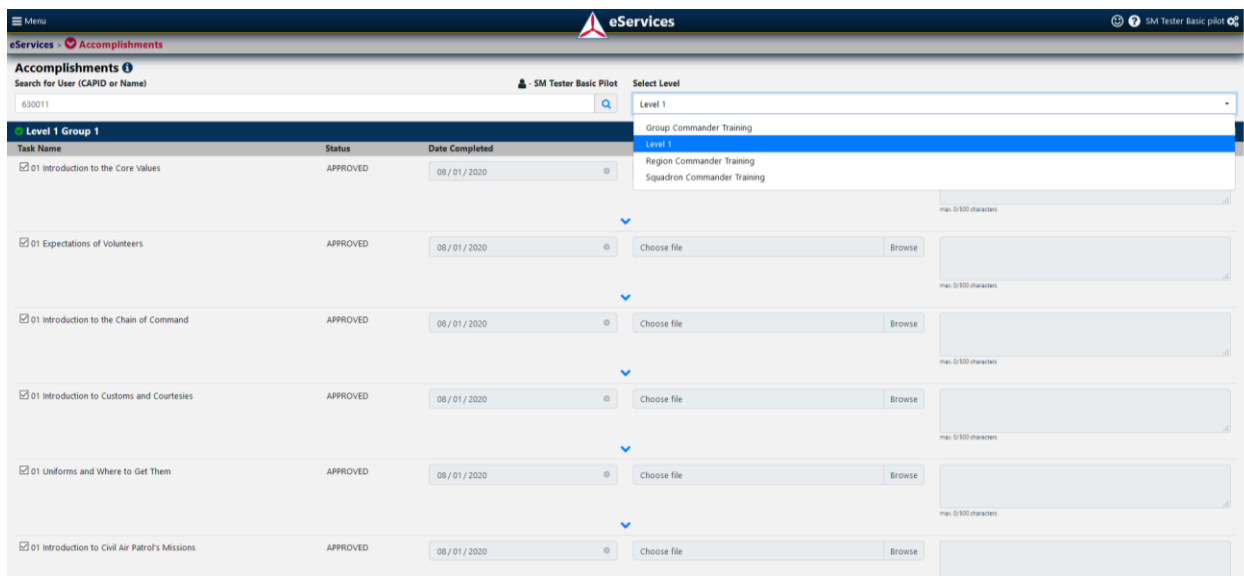 Menu
eServices
SM Tester Basic pilot
eServices > Accomplishments
Accomplishments
Search for User (CAPID or Name)
- SM Tester Basic Pilot
Select Level
630011
Level 1
Group Commander Training
Level 1
Region Commander Training
Squadron Commander Training
Level 1 Group 1
Task Name Status Date Completed
01 Introduction to the Core Values APPROVED 08/01/2020
max. 0/500 characters
01 Expectations of Volunteers APPROVED 08/01/2020 Choose file Browse
max. 0/500 characters
01 Introduction to the Chain of Command APPROVED 08/01/2020 Choose file Browse
max. 0/500 characters
01 Introduction to Customs and Courtesies APPROVED 08/01/2020 Choose file Browse
max. 0/500 characters
01 Uniforms and Where to Get Them APPROVED 08/01/2020 Choose file Browse
max. 0/500 characters
01 Introduction to Civil Air Patrol's Missions APPROVED 08/01/2020 Choose file Browse